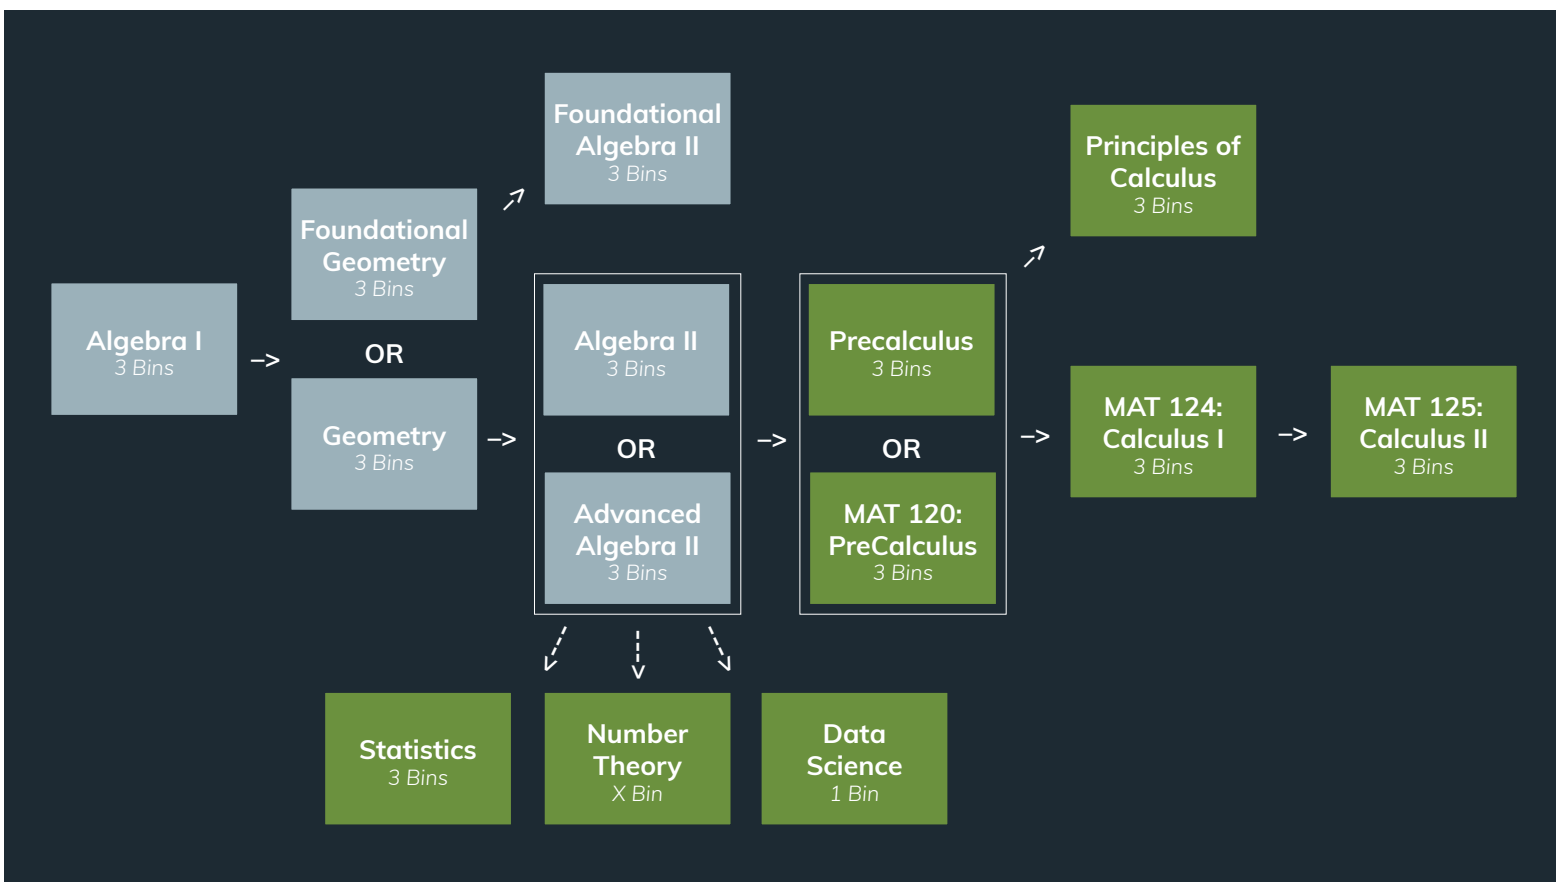 Foundational
Algebra II
3 Bins
Principles of
Calculus
3 Bins
Foundational
Geometry
3 Bins
Algebra I
3 Bins
–>
OR
Geometry
3 Bins
–>
Algebra II
3 Bins
OR
Advanced
Algebra II
3 Bins
–>
Precalculus
3 Bins
OR
MAT 120:
PreCalculus
3 Bins
–>
MAT 124:
Calculus I
3 Bins
–>
MAT 125:
Calculus II
3 Bins
Statistics
3 Bins
Number
Theory
X Bin
Data
Science
1 Bin